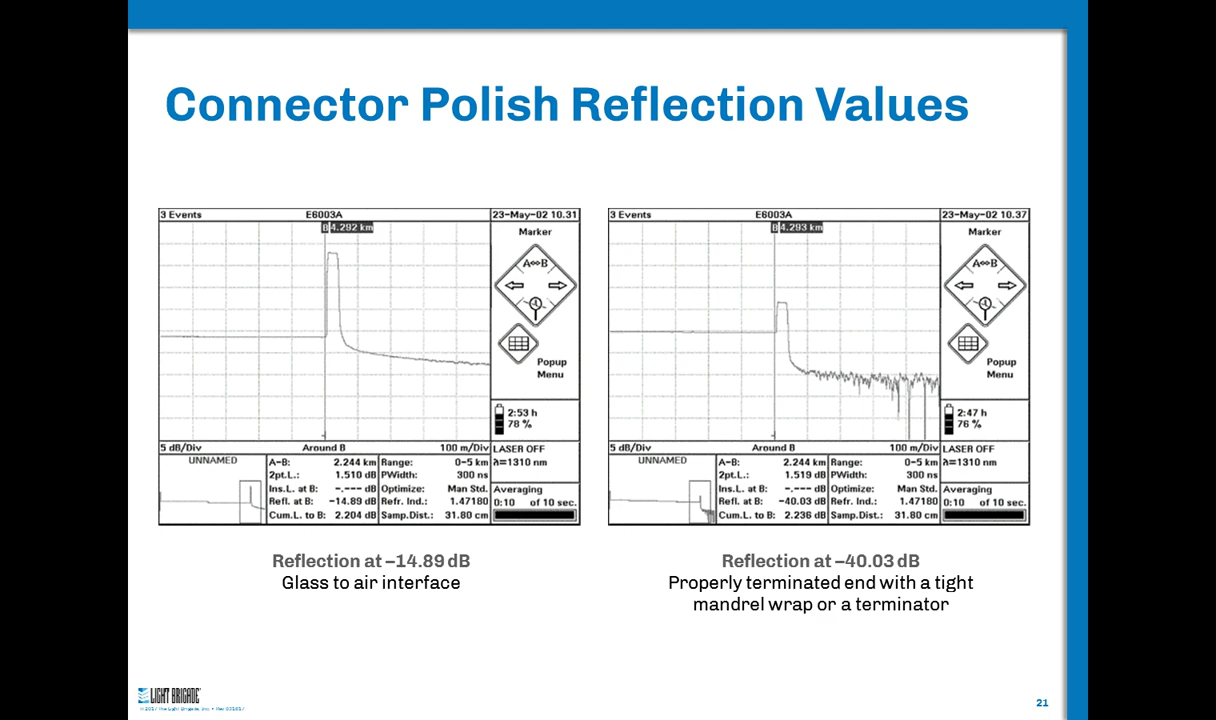 Connector Polish Reflection Values
3 Events E6003A 23-May-02 10.31
B 4.292 km
Marker
A⇔B
Popup
Menu
2:53 h
78 %
5 dB/Div Around B 100 m/Div LASER OFF
UNNAMED A-B: 2.244 km Range: 0-5 km λ=1310 nm
2pt.L.: 1.510 dB PWidth: 300 ns
Ins.L. at B: -.--- dB Optimize: Man Std. Averaging
Refl. at B: -14.89 dB Refr. Ind.: 1.47180 0:10 of 10 sec.
Cum.L. to B: 2.204 dB Samp.Dist.: 31.80 cm
3 Events E6003A 23-May-02 10.37
B 4.293 km
Marker
A⇔B
Popup
Menu
2:47 h
76 %
5 dB/Div Around B 100 m/Div LASER OFF
UNNAMED A-B: 2.244 km Range: 0-5 km λ=1310 nm
2pt.L.: 1.519 dB PWidth: 300 ns
Ins.L. at B: -.--- dB Optimize: Man Std. Averaging
Refl. at B: -40.03 dB Refr. Ind.: 1.47180 0:10 of 10 sec.
Cum.L. to B: 2.236 dB Samp.Dist.: 31.80 cm
Reflection at –14.89 dB
Glass to air interface
Reflection at –40.03 dB
Properly terminated end with a tight
mandrel wrap or a terminator
LIGHT BRIGADE
©2017 The Light Brigade, Inc.
21